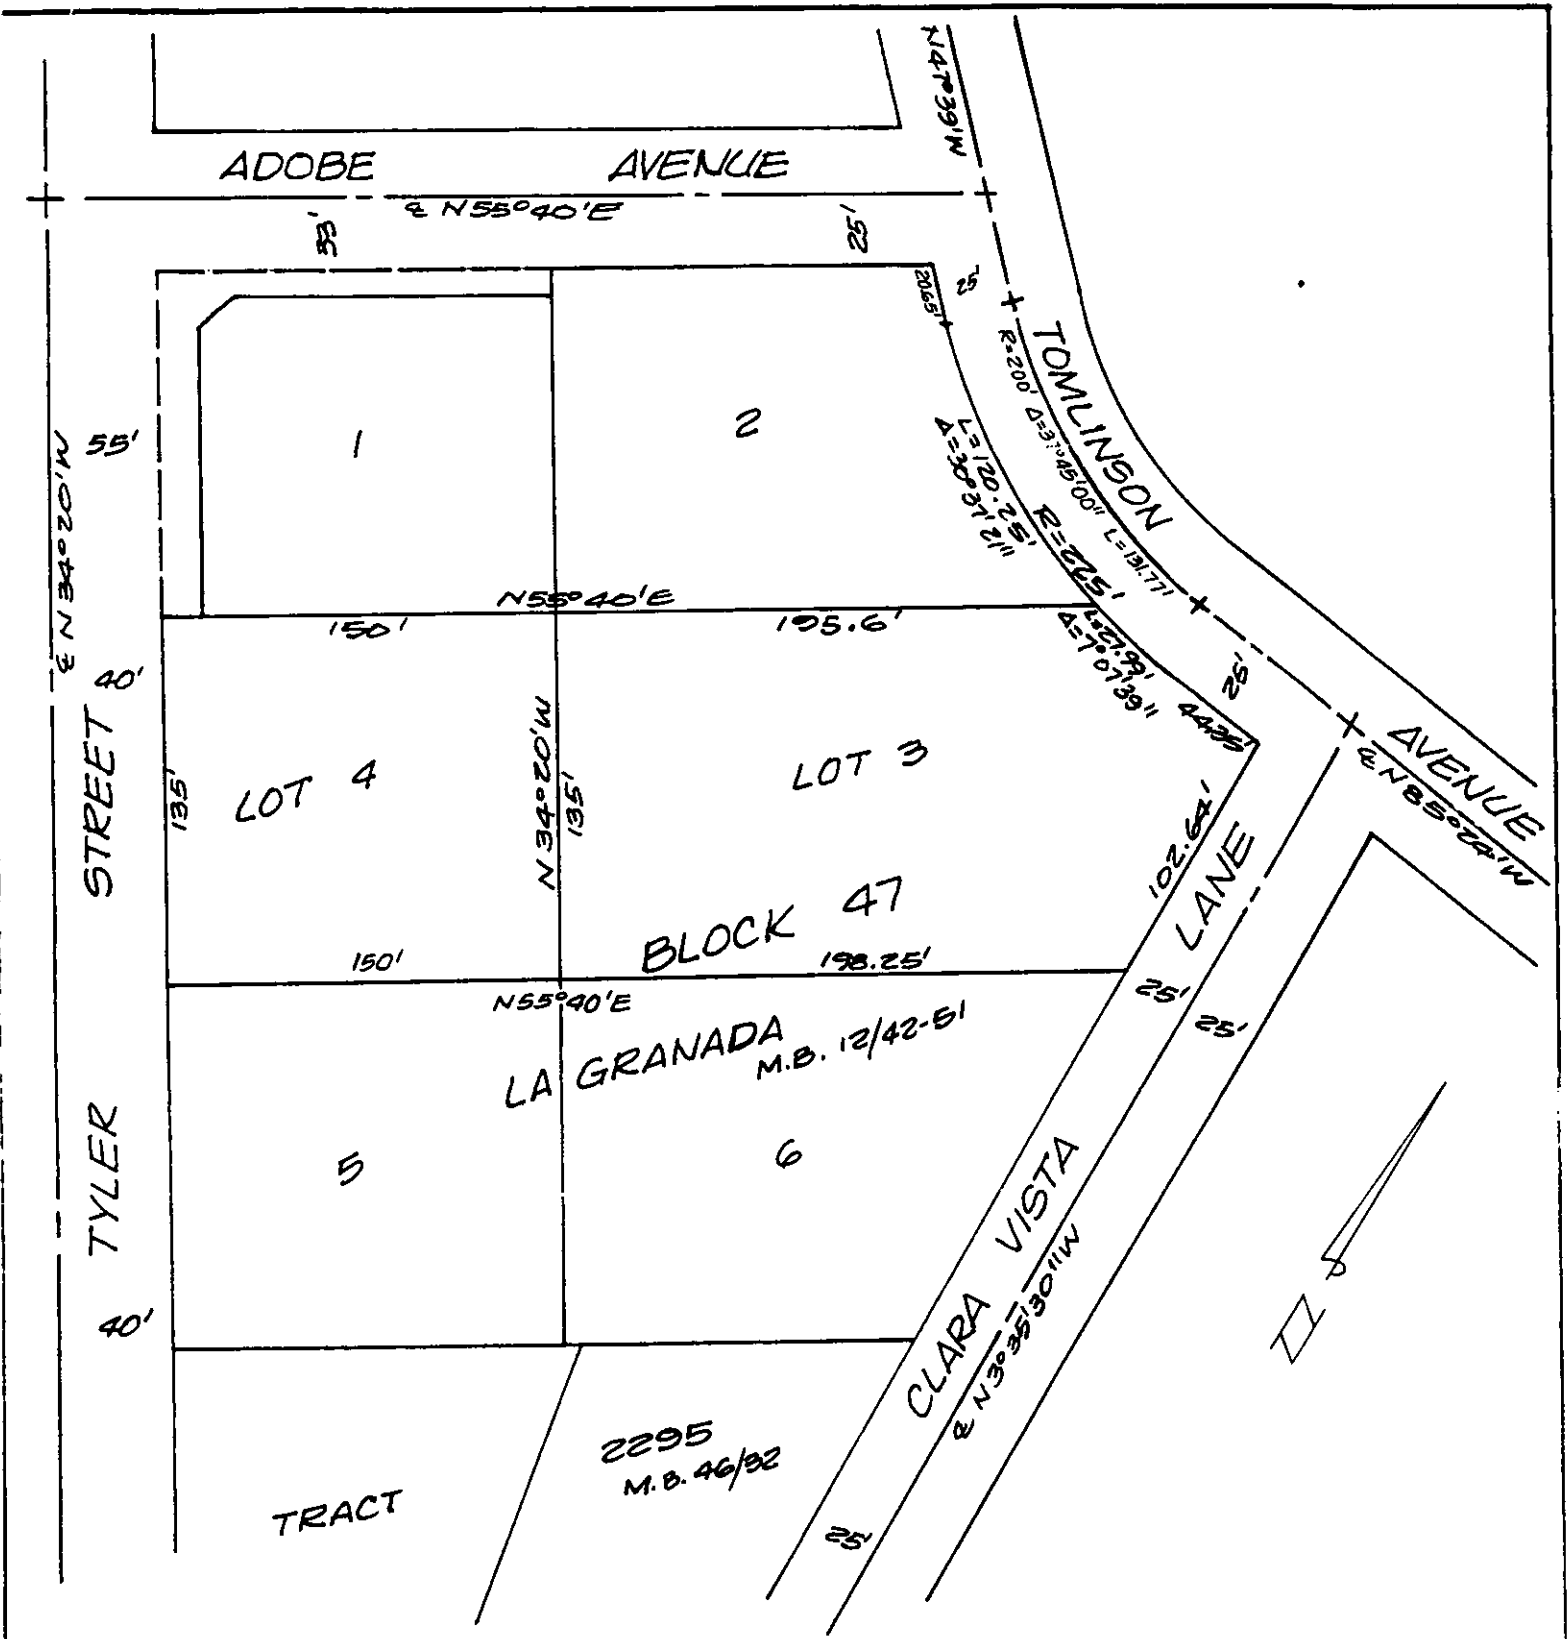 N47°39'W
ADOBE AVENUE
℄ N55°40'E
33'
25'
20.65'
25'
55'
1
2
TOMLINSON
R=200' Δ=37°45'00" L=131.77'
L=120.25'
Δ=30°37'21"
R=225'
℄ N34°20'W
N55°40'E
150'
195.6'
L=27.99'
Δ=7°07'39"
40'
25'
44.25'
AVENUE
℄ N85°24'W
STREET
135'
LOT 4
N34°20'W
135'
LOT 3
102.64'
LANE
BLOCK 47
150'
198.25'
N55°40'E
25'
25'
LA GRANADA
M.B. 12/42-51
TYLER
5
6
VISTA
40'
CLARA
℄ N3°35'30"W
2295
M.B. 46/32
TRACT
25'
N